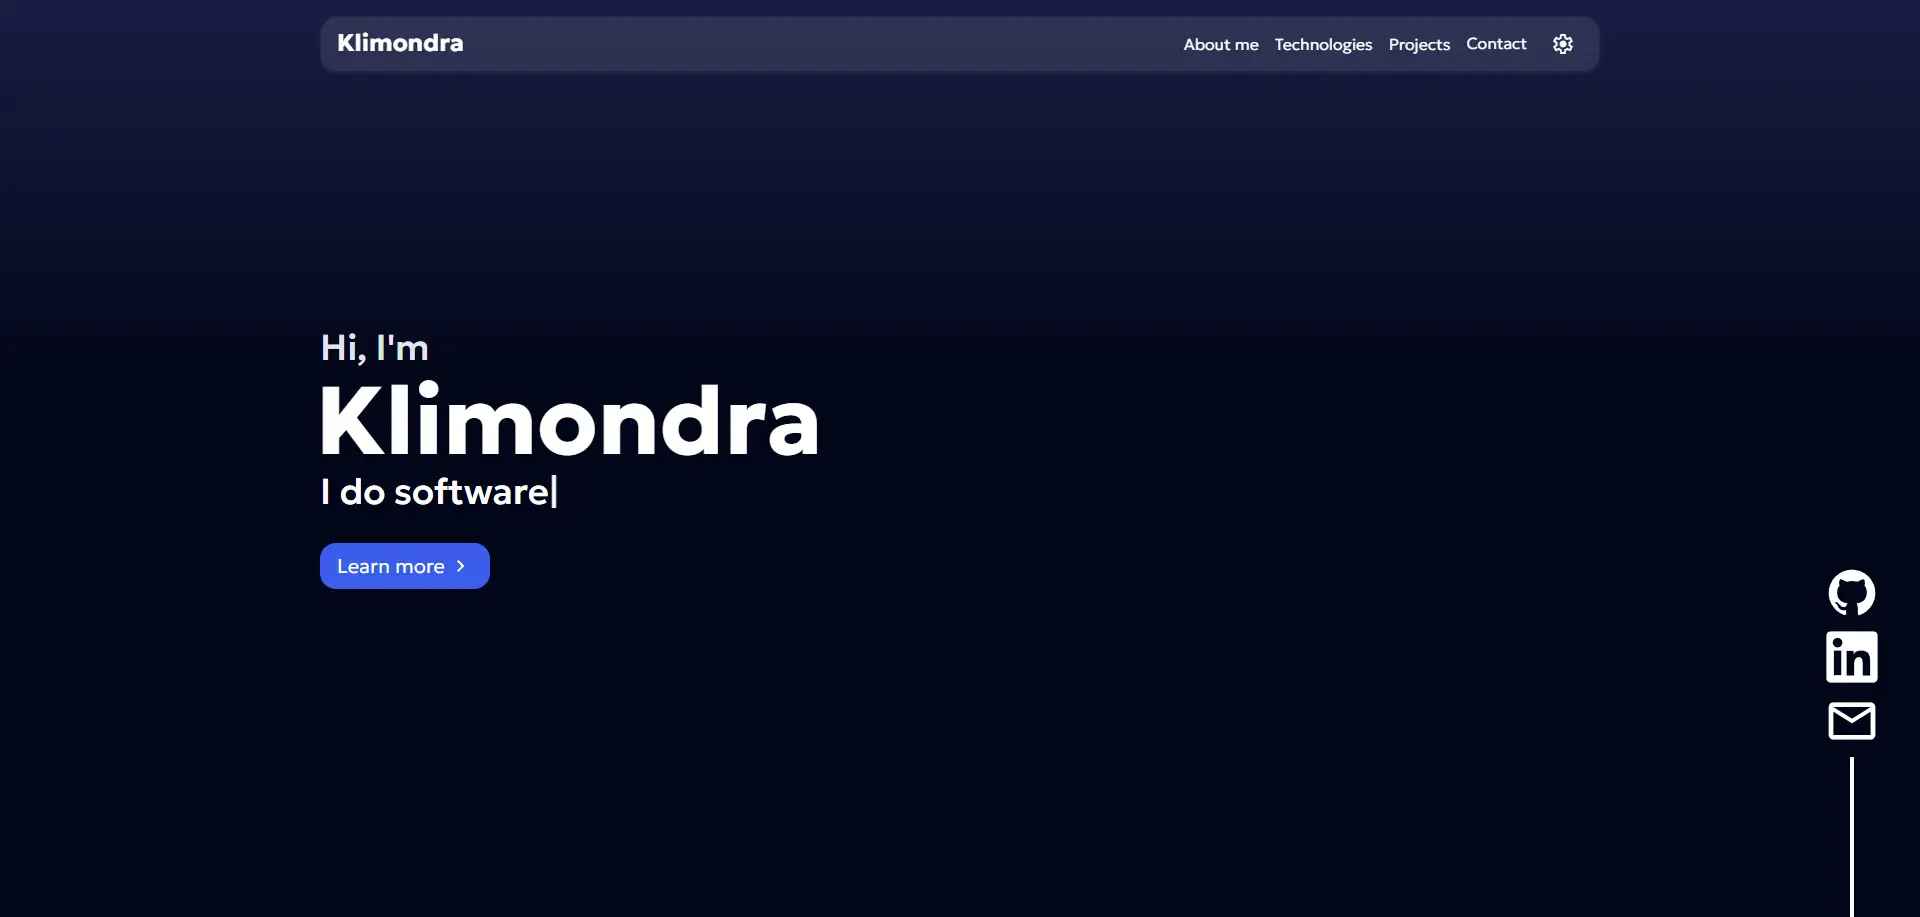 Klimondra
About me Technologies Projects Contact
Hi, I'm
Klimondra
I do software|
Learn more
in